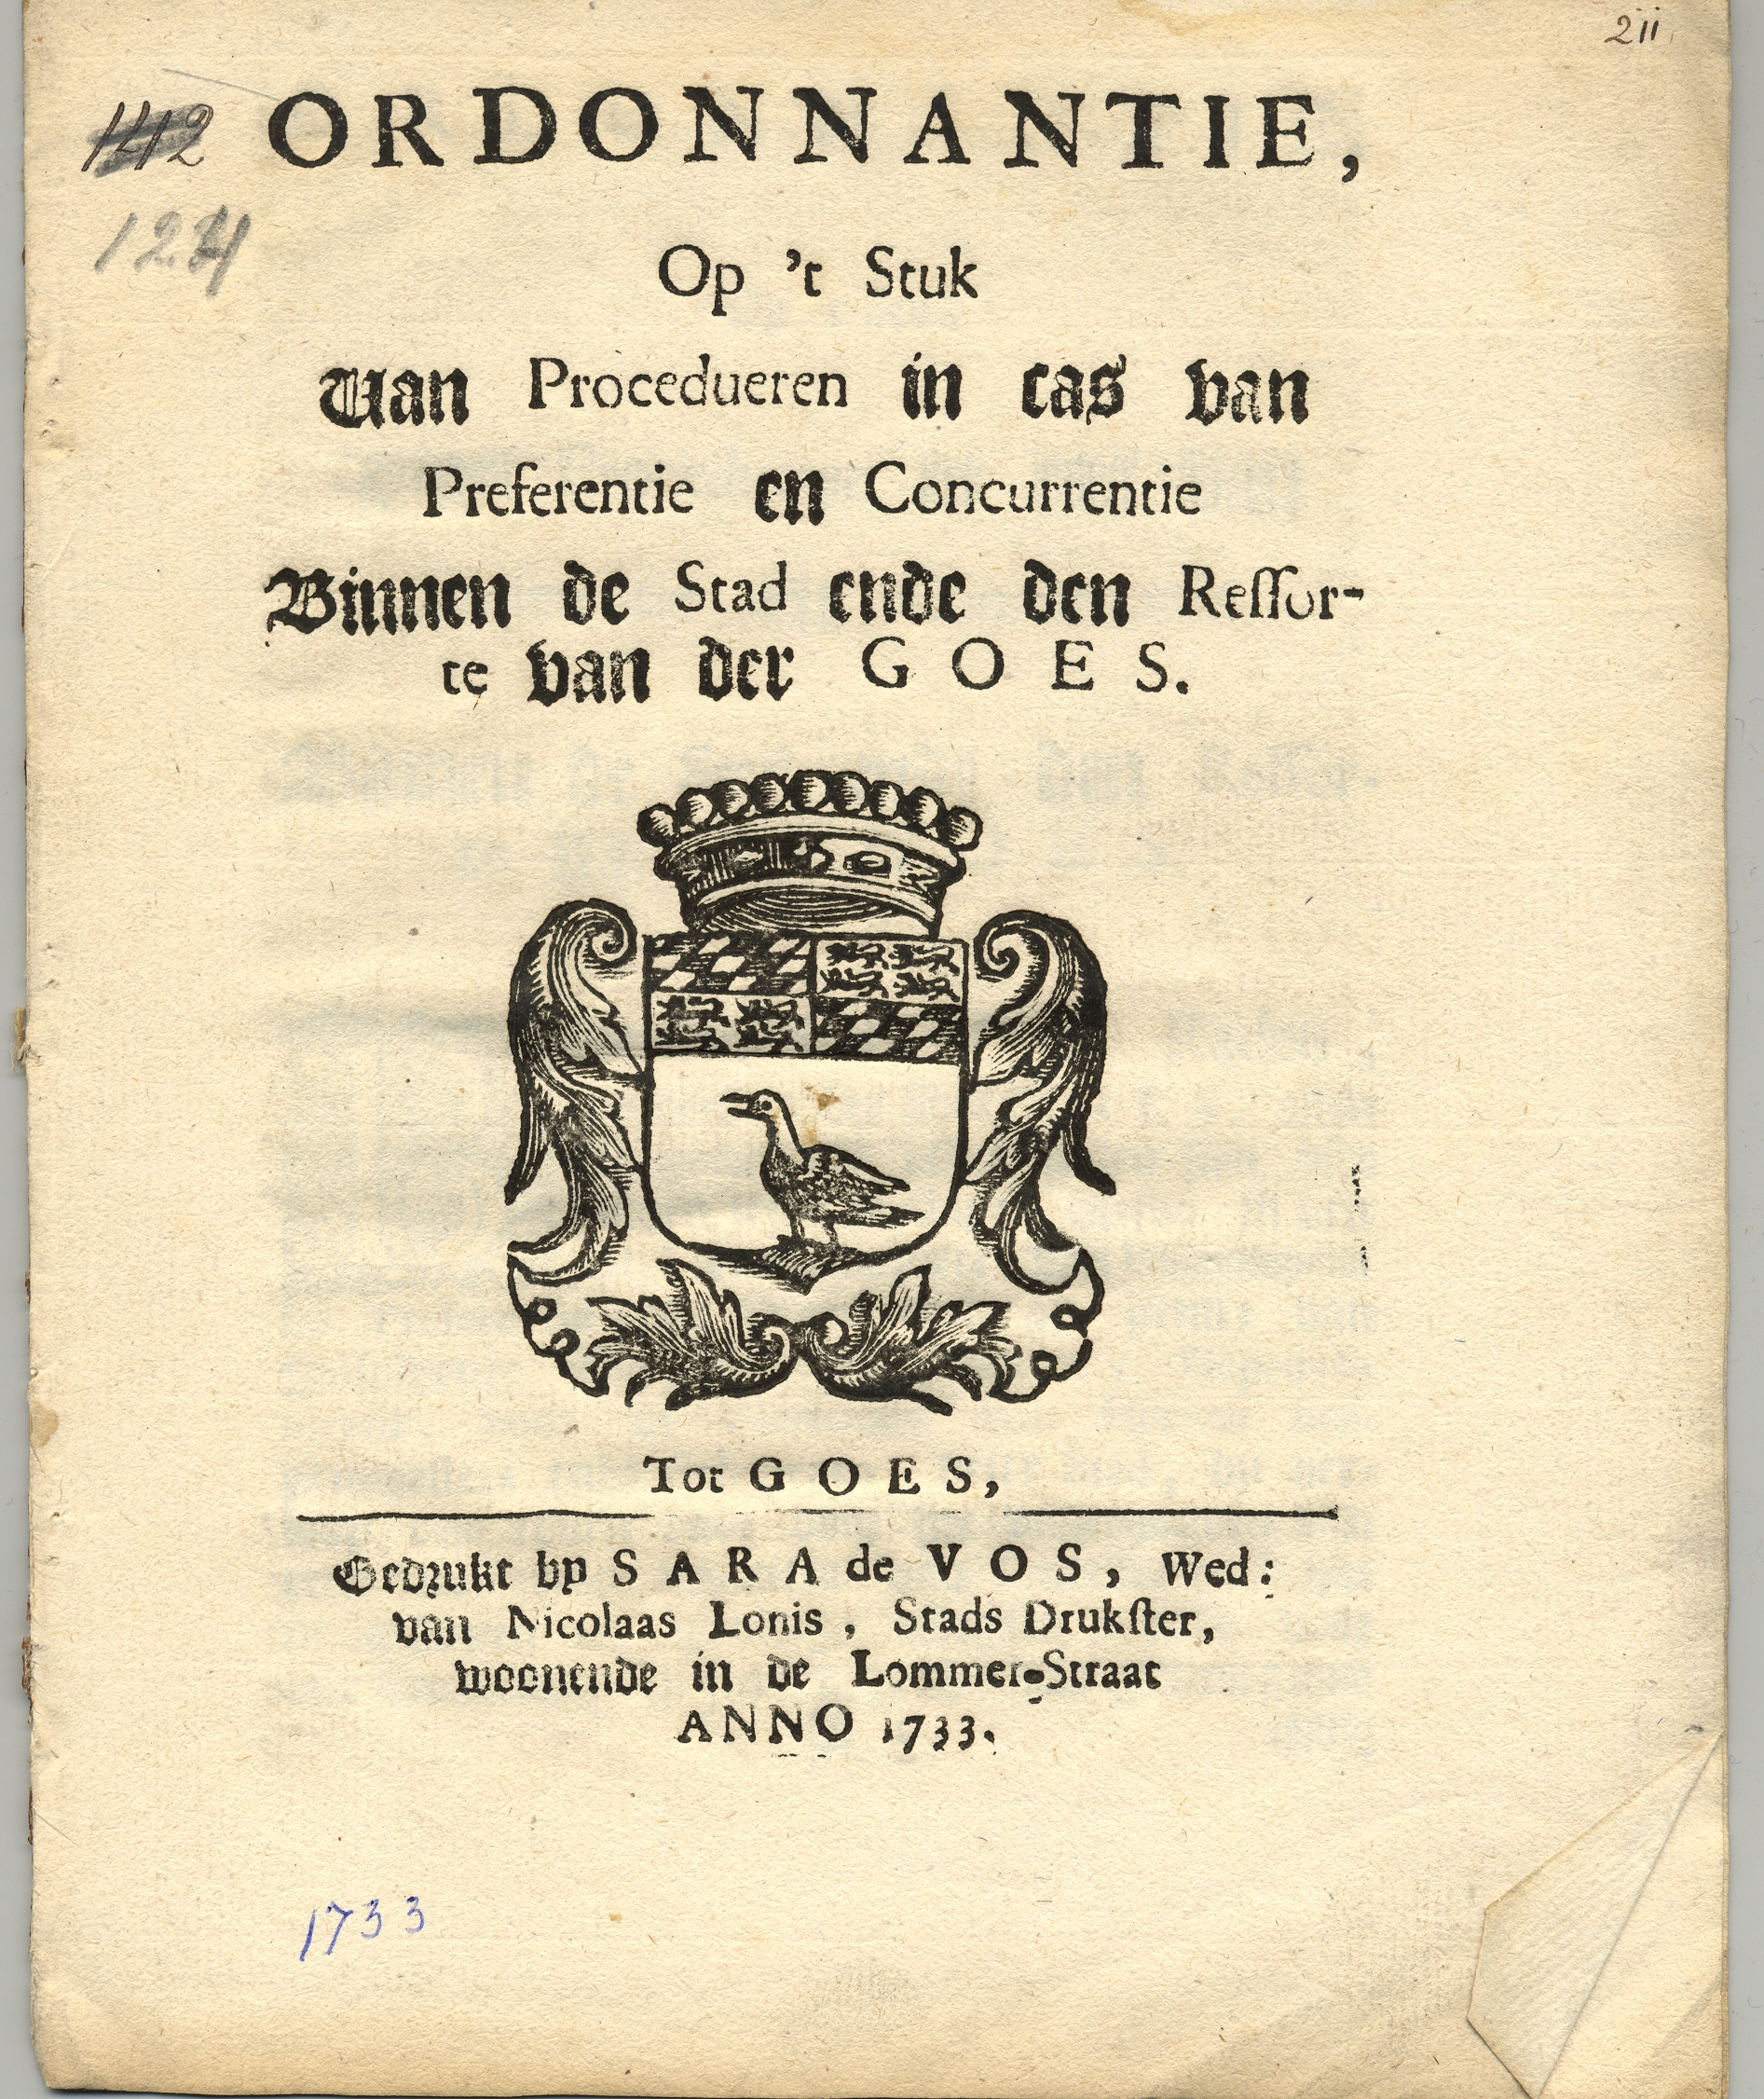 211
ORDONNANTIE,
1412
124
Op 't Stuk
Van Procedueren in cas van
Preferentie en Concurrentie
Binnen de Stad ende den Ressor-
te van der GOES.
Tot GOES,
Gedrukt by SARA de VOS, Wed:
van Nicolaas Lonis, Stads Drukster,
woonende in de Lommer-Straat
ANNO 1733.
1733